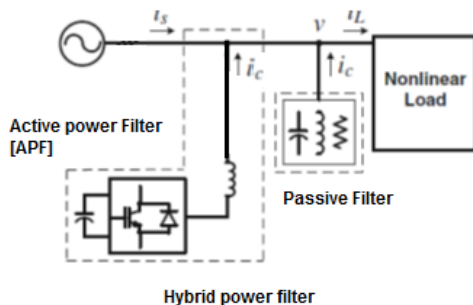 i_s
v
i_L
i_c
i_c
Nonlinear
Load
Active power Filter
[APF]
Passive Filter
Hybrid power filter